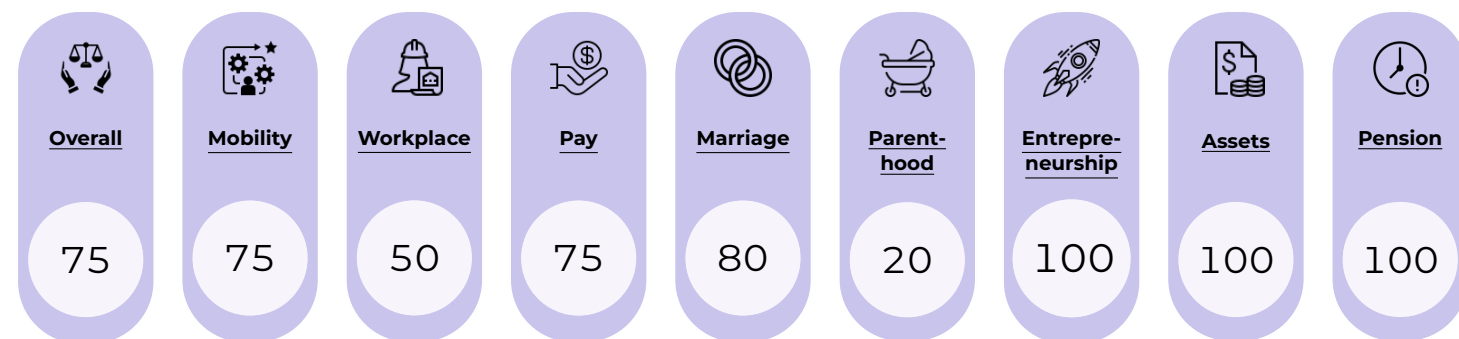 Overall
75
Mobility
75
Workplace
50
$
Pay
75
Marriage
80
Parent-
hood
20
Entrepre-
neurship
100
$
Assets
100
!
Pension
100